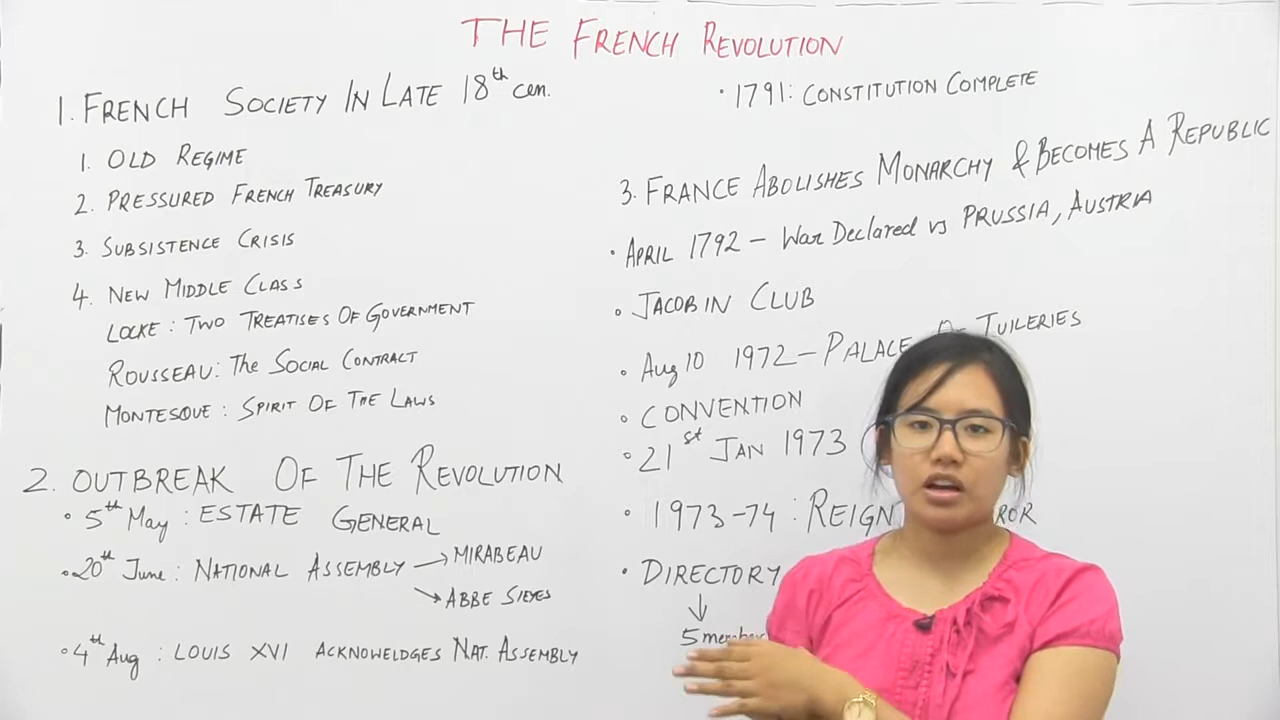 THE FRENCH REVOLUTION
1. FRENCH SOCIETY IN LATE 18th cen.
1. OLD REGIME
2. PRESSURED FRENCH TREASURY
3. SUBSISTENCE CRISIS
4. NEW MIDDLE CLASS
LOCKE : TWO TREATISES OF GOVERNMENT
ROUSSEAU : THE SOCIAL CONTRACT
MONTESQUE : SPIRIT OF THE LAWS
2. OUTBREAK OF THE REVOLUTION
• 5th May : ESTATE GENERAL
• 20th June : NATIONAL ASSEMBLY → MIRABEAU
→ ABBE SIEYES
• 4th Aug : LOUIS XVI ACKNOWELDGES NAT. ASSEMBLY
• 1791: CONSTITUTION COMPLETE
3. FRANCE ABOLISHES MONARCHY & BECOMES A REPUBLIC
• APRIL 1792 – War Declared vs PRUSSIA, AUSTRIA
• JACOBIN CLUB
• Aug 10 1972 – PALACE OF TUILERIES
• CONVENTION
• 21st JAN 1973
• 1973-74 : REIGN
• DIRECTORY
↓
5